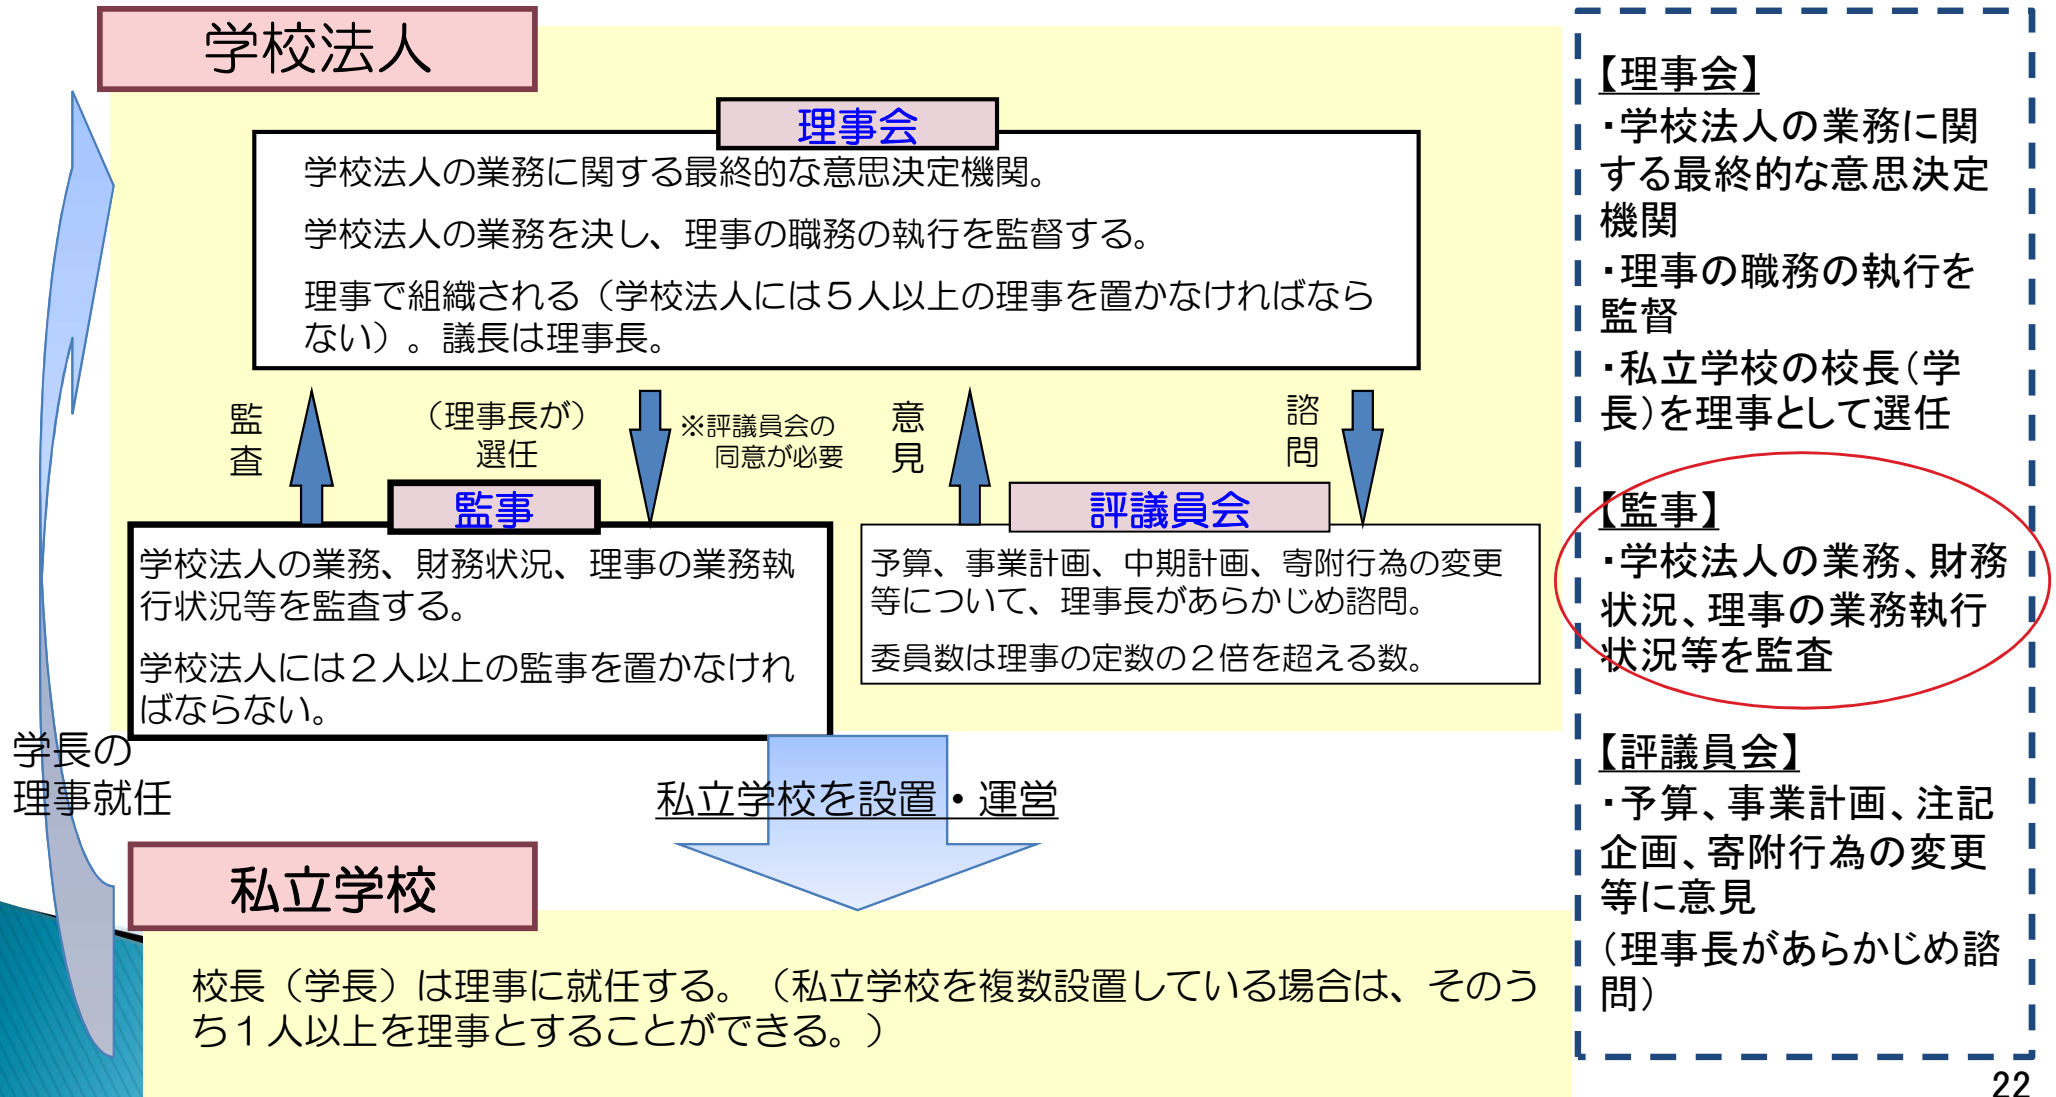 学校法人
理事会
学校法人の業務に関する最終的な意思決定機関。
学校法人の業務を決し、理事の職務の執行を監督する。
理事で組織される（学校法人には５人以上の理事を置かなければなら
ない）。議長は理事長。
監
査
（理事長が）
選任
※評議員会の
同意が必要
意
見
諮
問
監事
学校法人の業務、財務状況、理事の業務執
行状況等を監査する。
学校法人には２人以上の監事を置かなけれ
ばならない。
評議員会
予算、事業計画、中期計画、寄附行為の変更
等について、理事長があらかじめ諮問。
委員数は理事の定数の２倍を超える数。
学長の
理事就任
私立学校を設置・運営
私立学校
校長（学長）は理事に就任する。（私立学校を複数設置している場合は、そのう
ち１人以上を理事とすることができる。）
【理事会】
・学校法人の業務に関
する最終的な意思決定
機関
・理事の職務の執行を
監督
・私立学校の校長（学
長）を理事として選任
【監事】
・学校法人の業務、財務
状況、理事の業務執行
状況等を監査
【評議員会】
・予算、事業計画、注記
企画、寄附行為の変更
等に意見
（理事長があらかじめ諮
問）
22